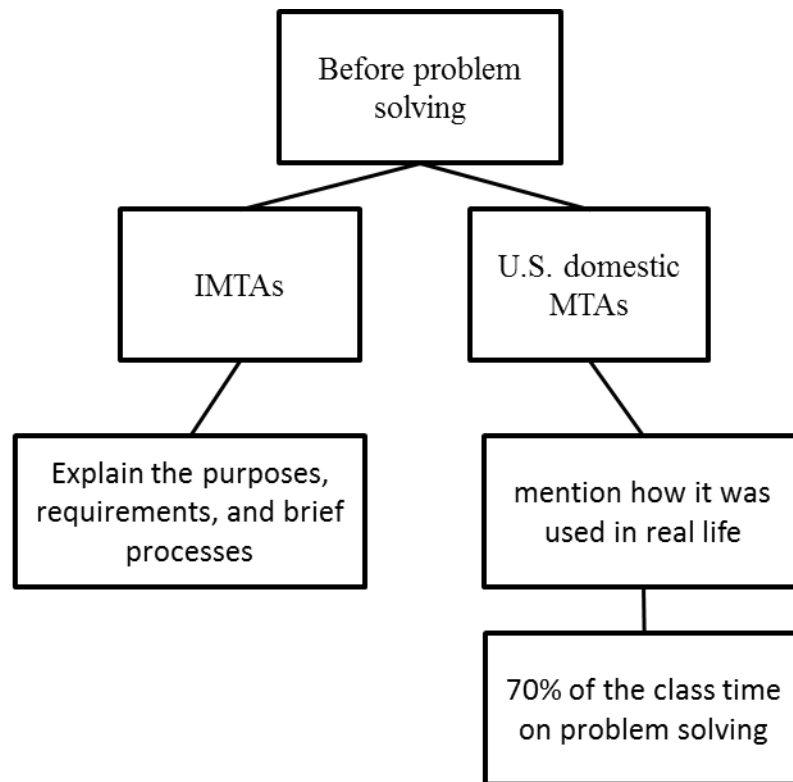 Before problem
solving
IMTAs
U.S. domestic
MTAs
Explain the purposes,
requirements, and brief
processes
mention how it was
used in real life
70% of the class time
on problem solving